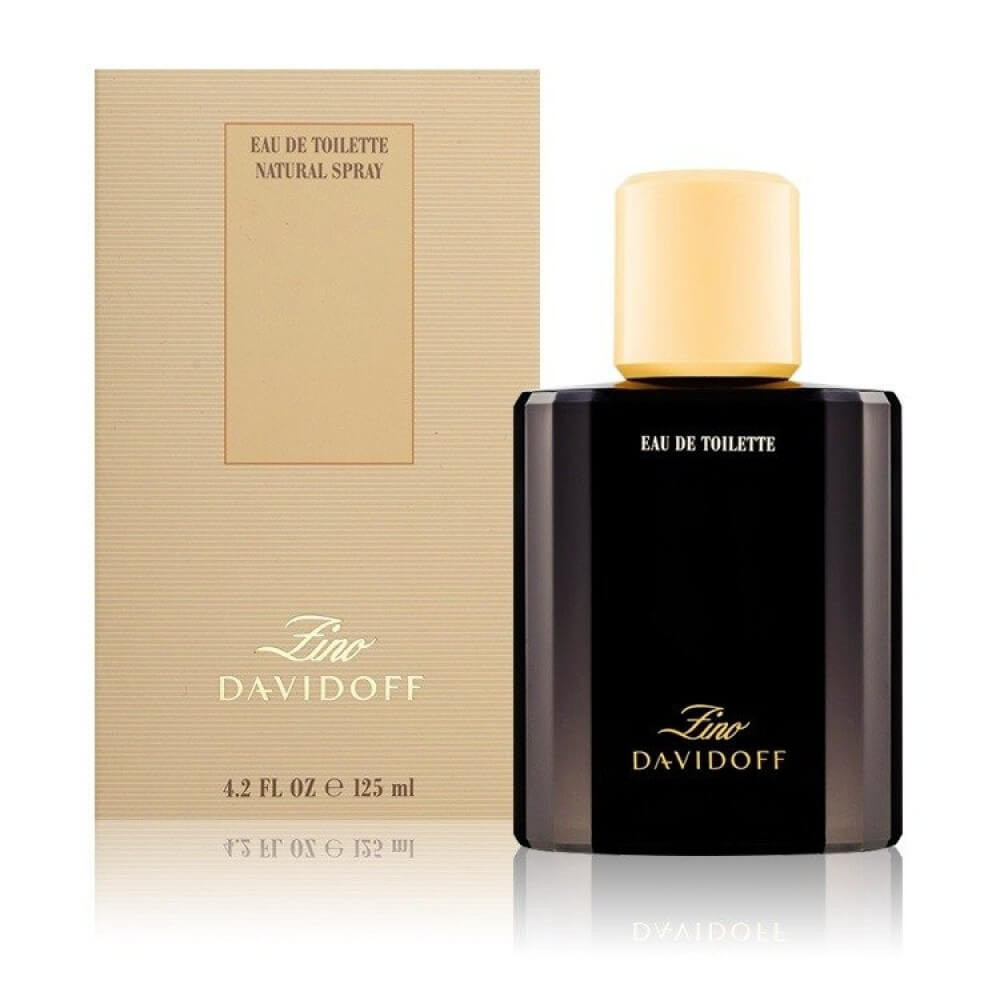 EAU DE TOILETTE
NATURAL SPRAY
Zino
DAVIDOFF
4.2 FL OZ ℮ 125 ml
EAU DE TOILETTE
Zino
DAVIDOFF